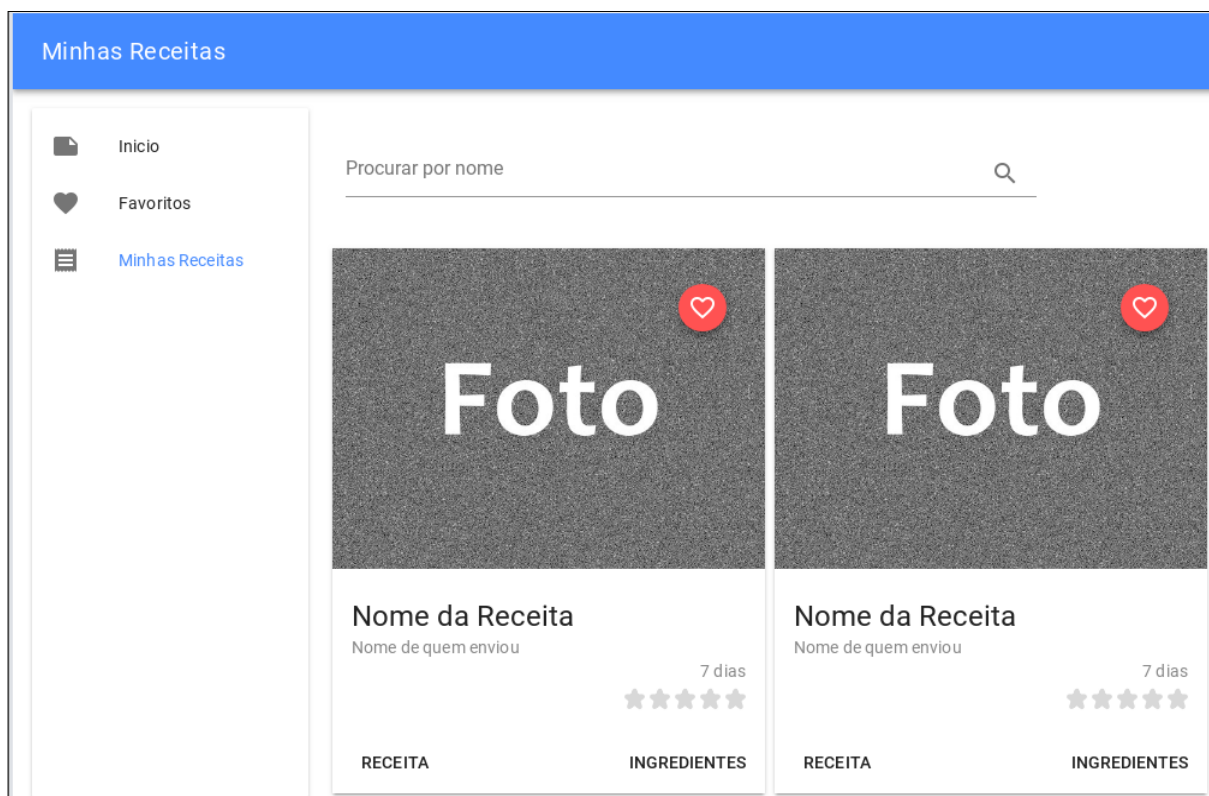 Minhas Receitas
Inicio
Favoritos
Minhas Receitas
Procurar por nome
Foto
Nome da Receita
Nome de quem enviou
7 dias
RECEITA INGREDIENTES
Foto
Nome da Receita
Nome de quem enviou
7 dias
RECEITA INGREDIENTES